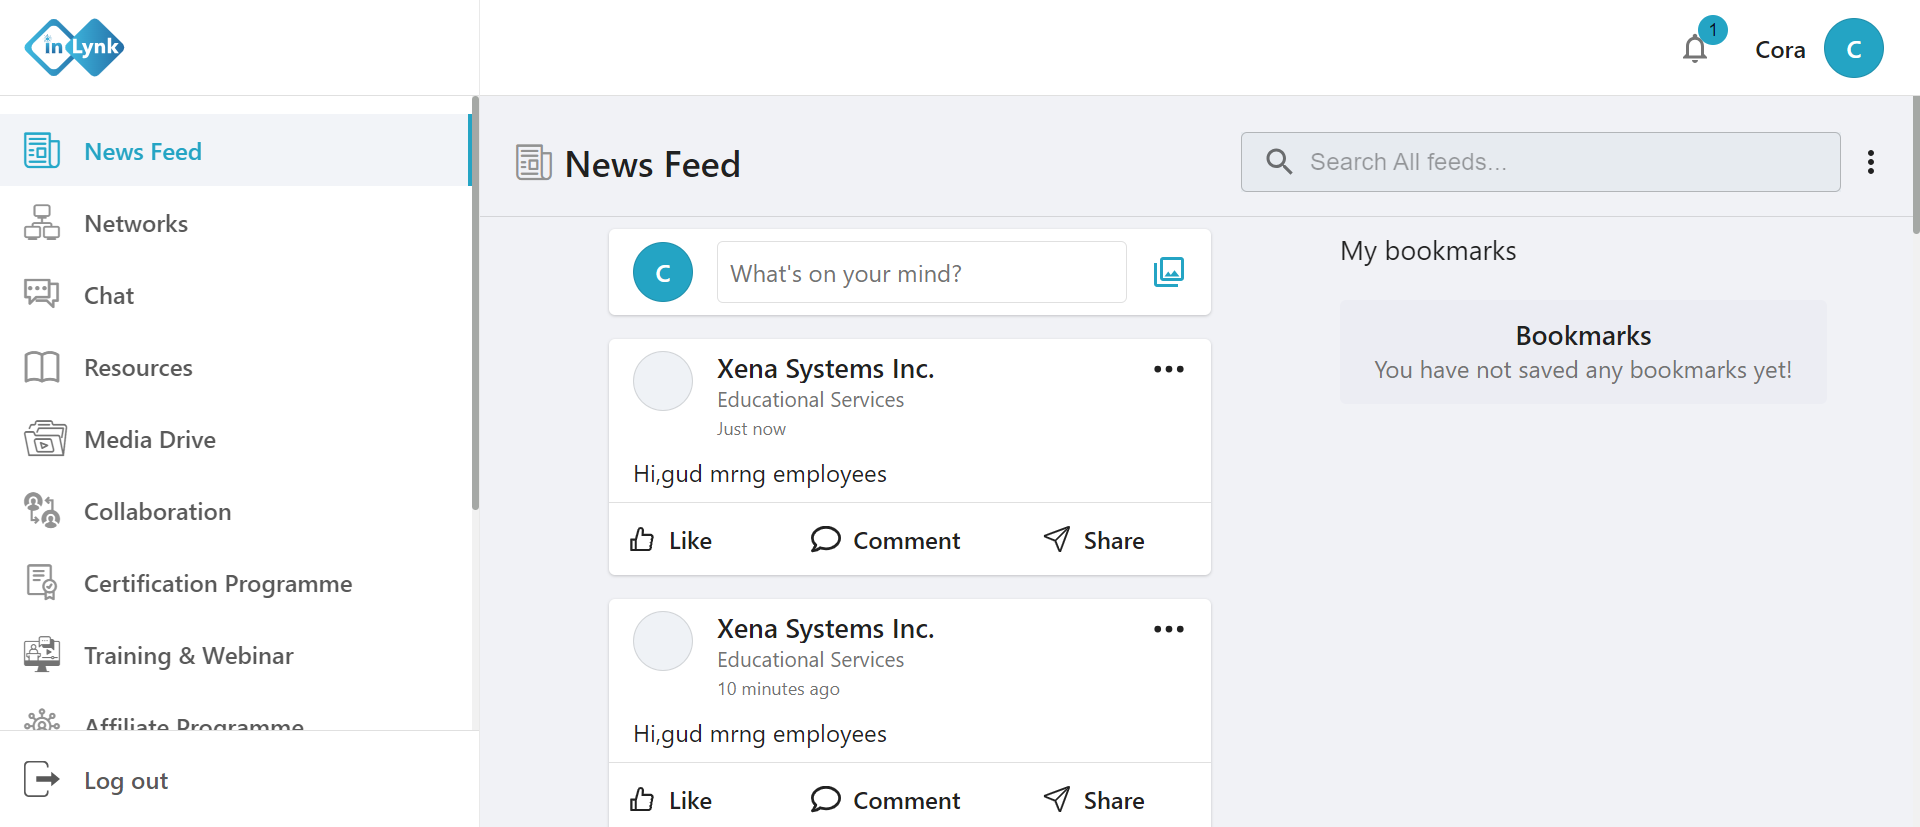 in Lynk
1
Cora
C
News Feed
Networks
Chat
Resources
Media Drive
Collaboration
Certification Programme
Training & Webinar
Affiliate Programme
Log out
News Feed
Search All feeds...
C
What's on your mind?
Xena Systems Inc.
Educational Services
Just now
Hi,gud mrng employees
Like
Comment
Share
Xena Systems Inc.
Educational Services
10 minutes ago
Hi,gud mrng employees
Like
Comment
Share
My bookmarks
Bookmarks
You have not saved any bookmarks yet!